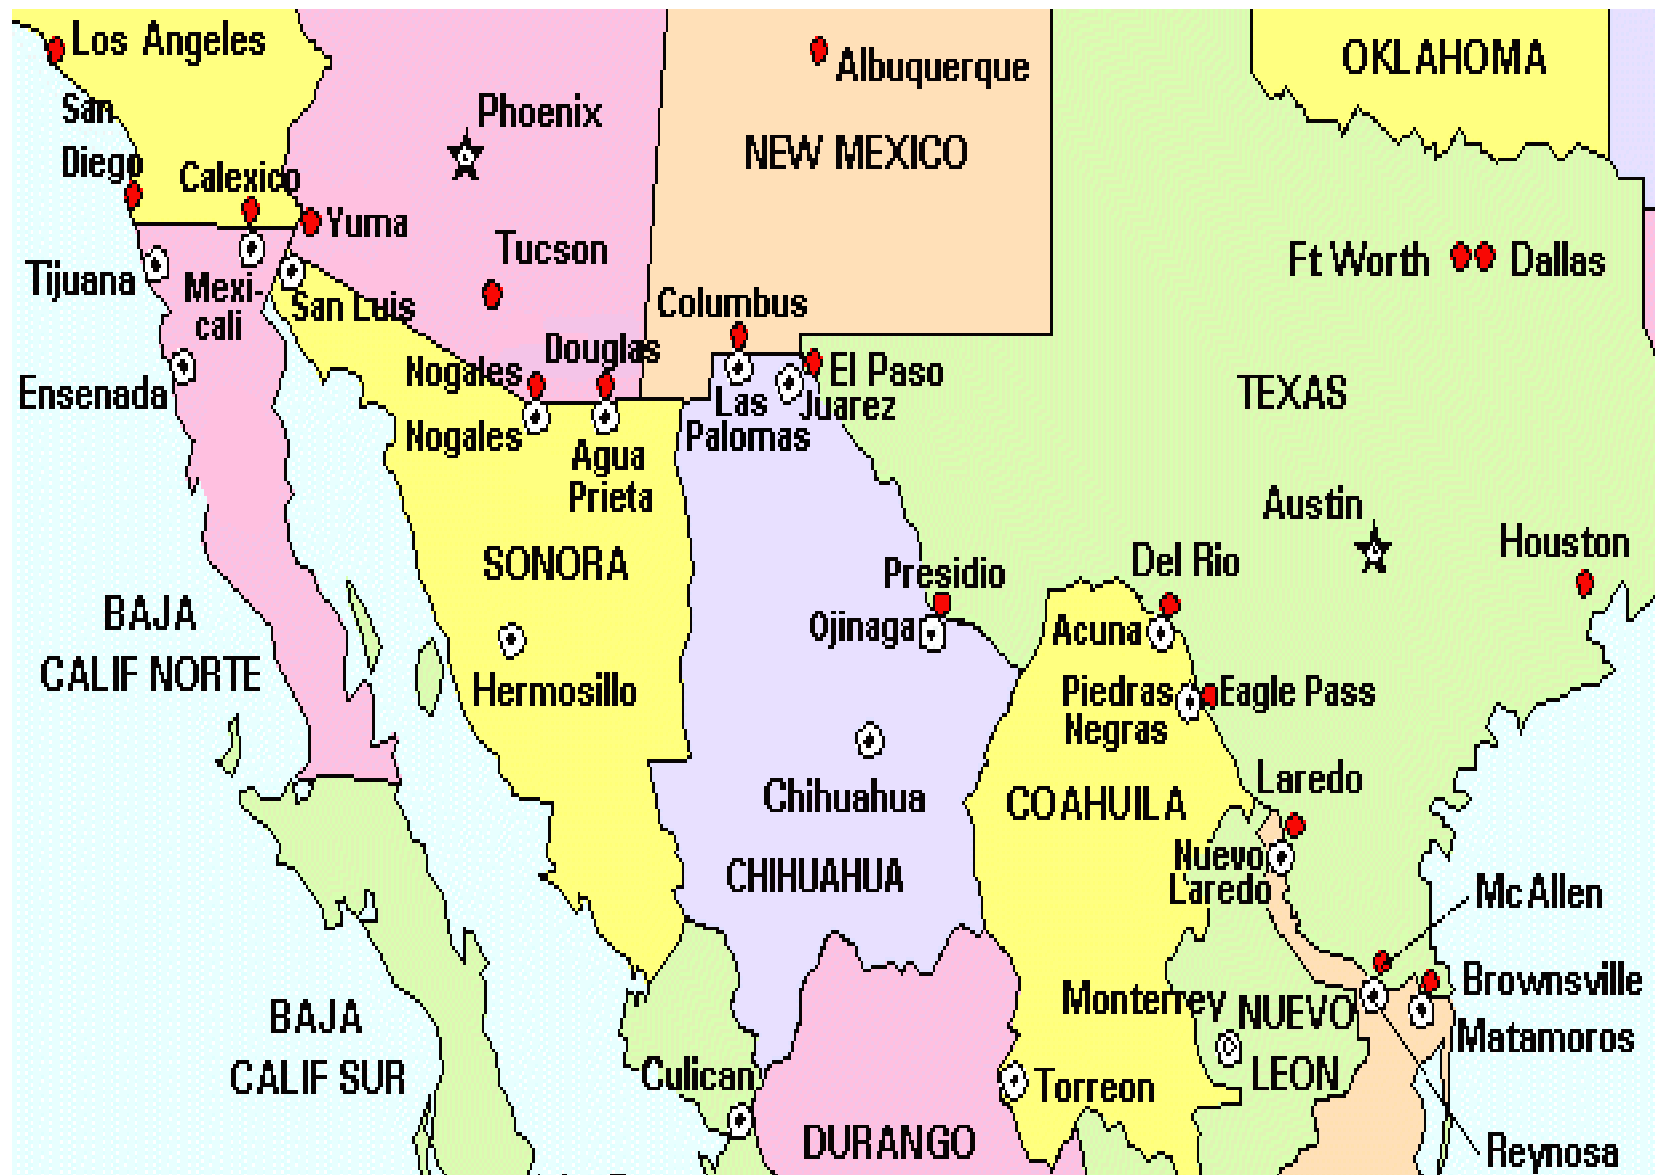 Los Angeles
Albuquerque
OKLAHOMA
San
Diego
Phoenix
NEW MEXICO
Calexico
Yuma
Tucson
Ft Worth
Dallas
Tijuana
Mexi-
cali
San Luis
Columbus
Douglas
Nogales
El Paso
TEXAS
Ensenada
Las
Palomas
Juarez
Nogales
Agua
Prieta
Austin
Houston
SONORA
Presidio
Del Rio
BAJA
CALIF NORTE
Ojinaga
Acuna
Hermosillo
Piedras
Negras
Eagle Pass
Laredo
Chihuahua
COAHUILA
CHIHUAHUA
Nuevo
Laredo
McAllen
Brownsville
Monterrey
NUEVO
LEON
Matamoros
BAJA
CALIF SUR
Culican
Torreon
DURANGO
Reynosa